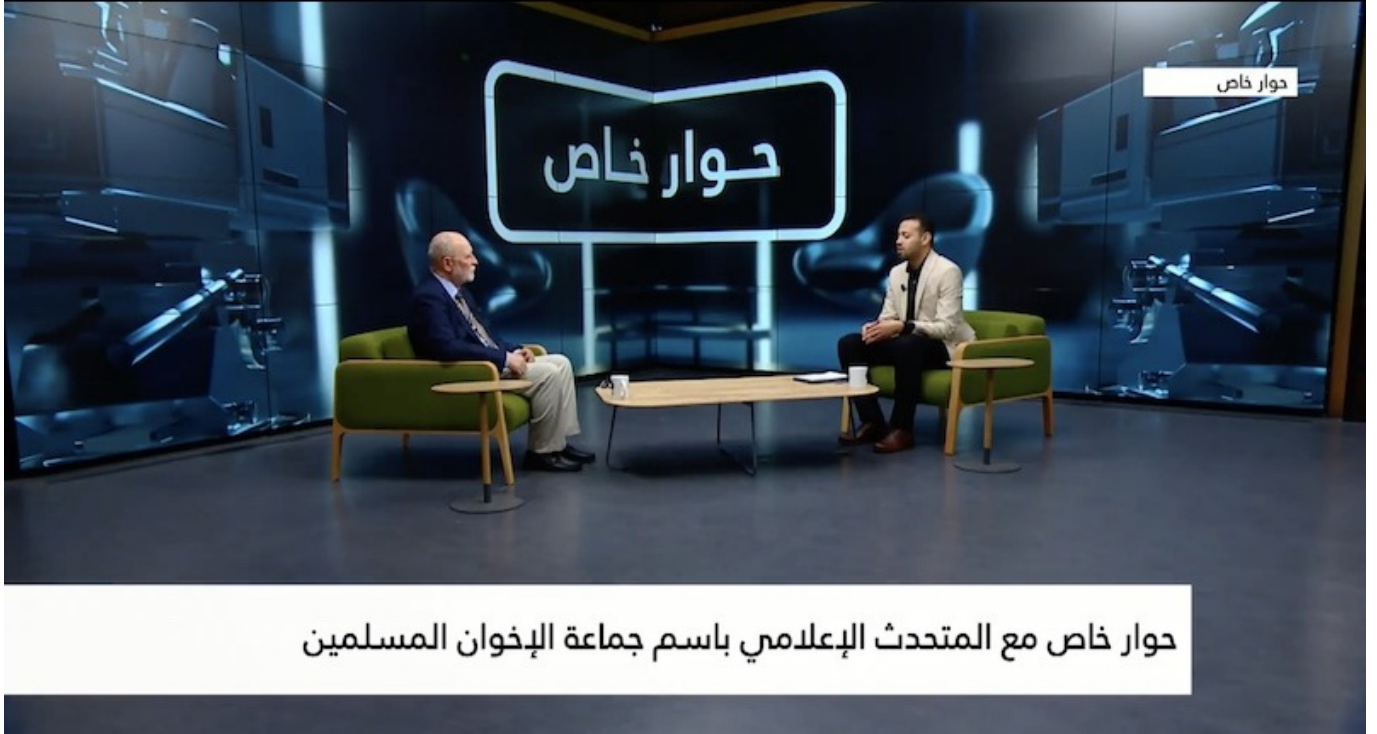 حوار خاص
حوار خاص
حوار خاص مع المتحدث الإعلامي باسم جماعة الإخوان المسلمين